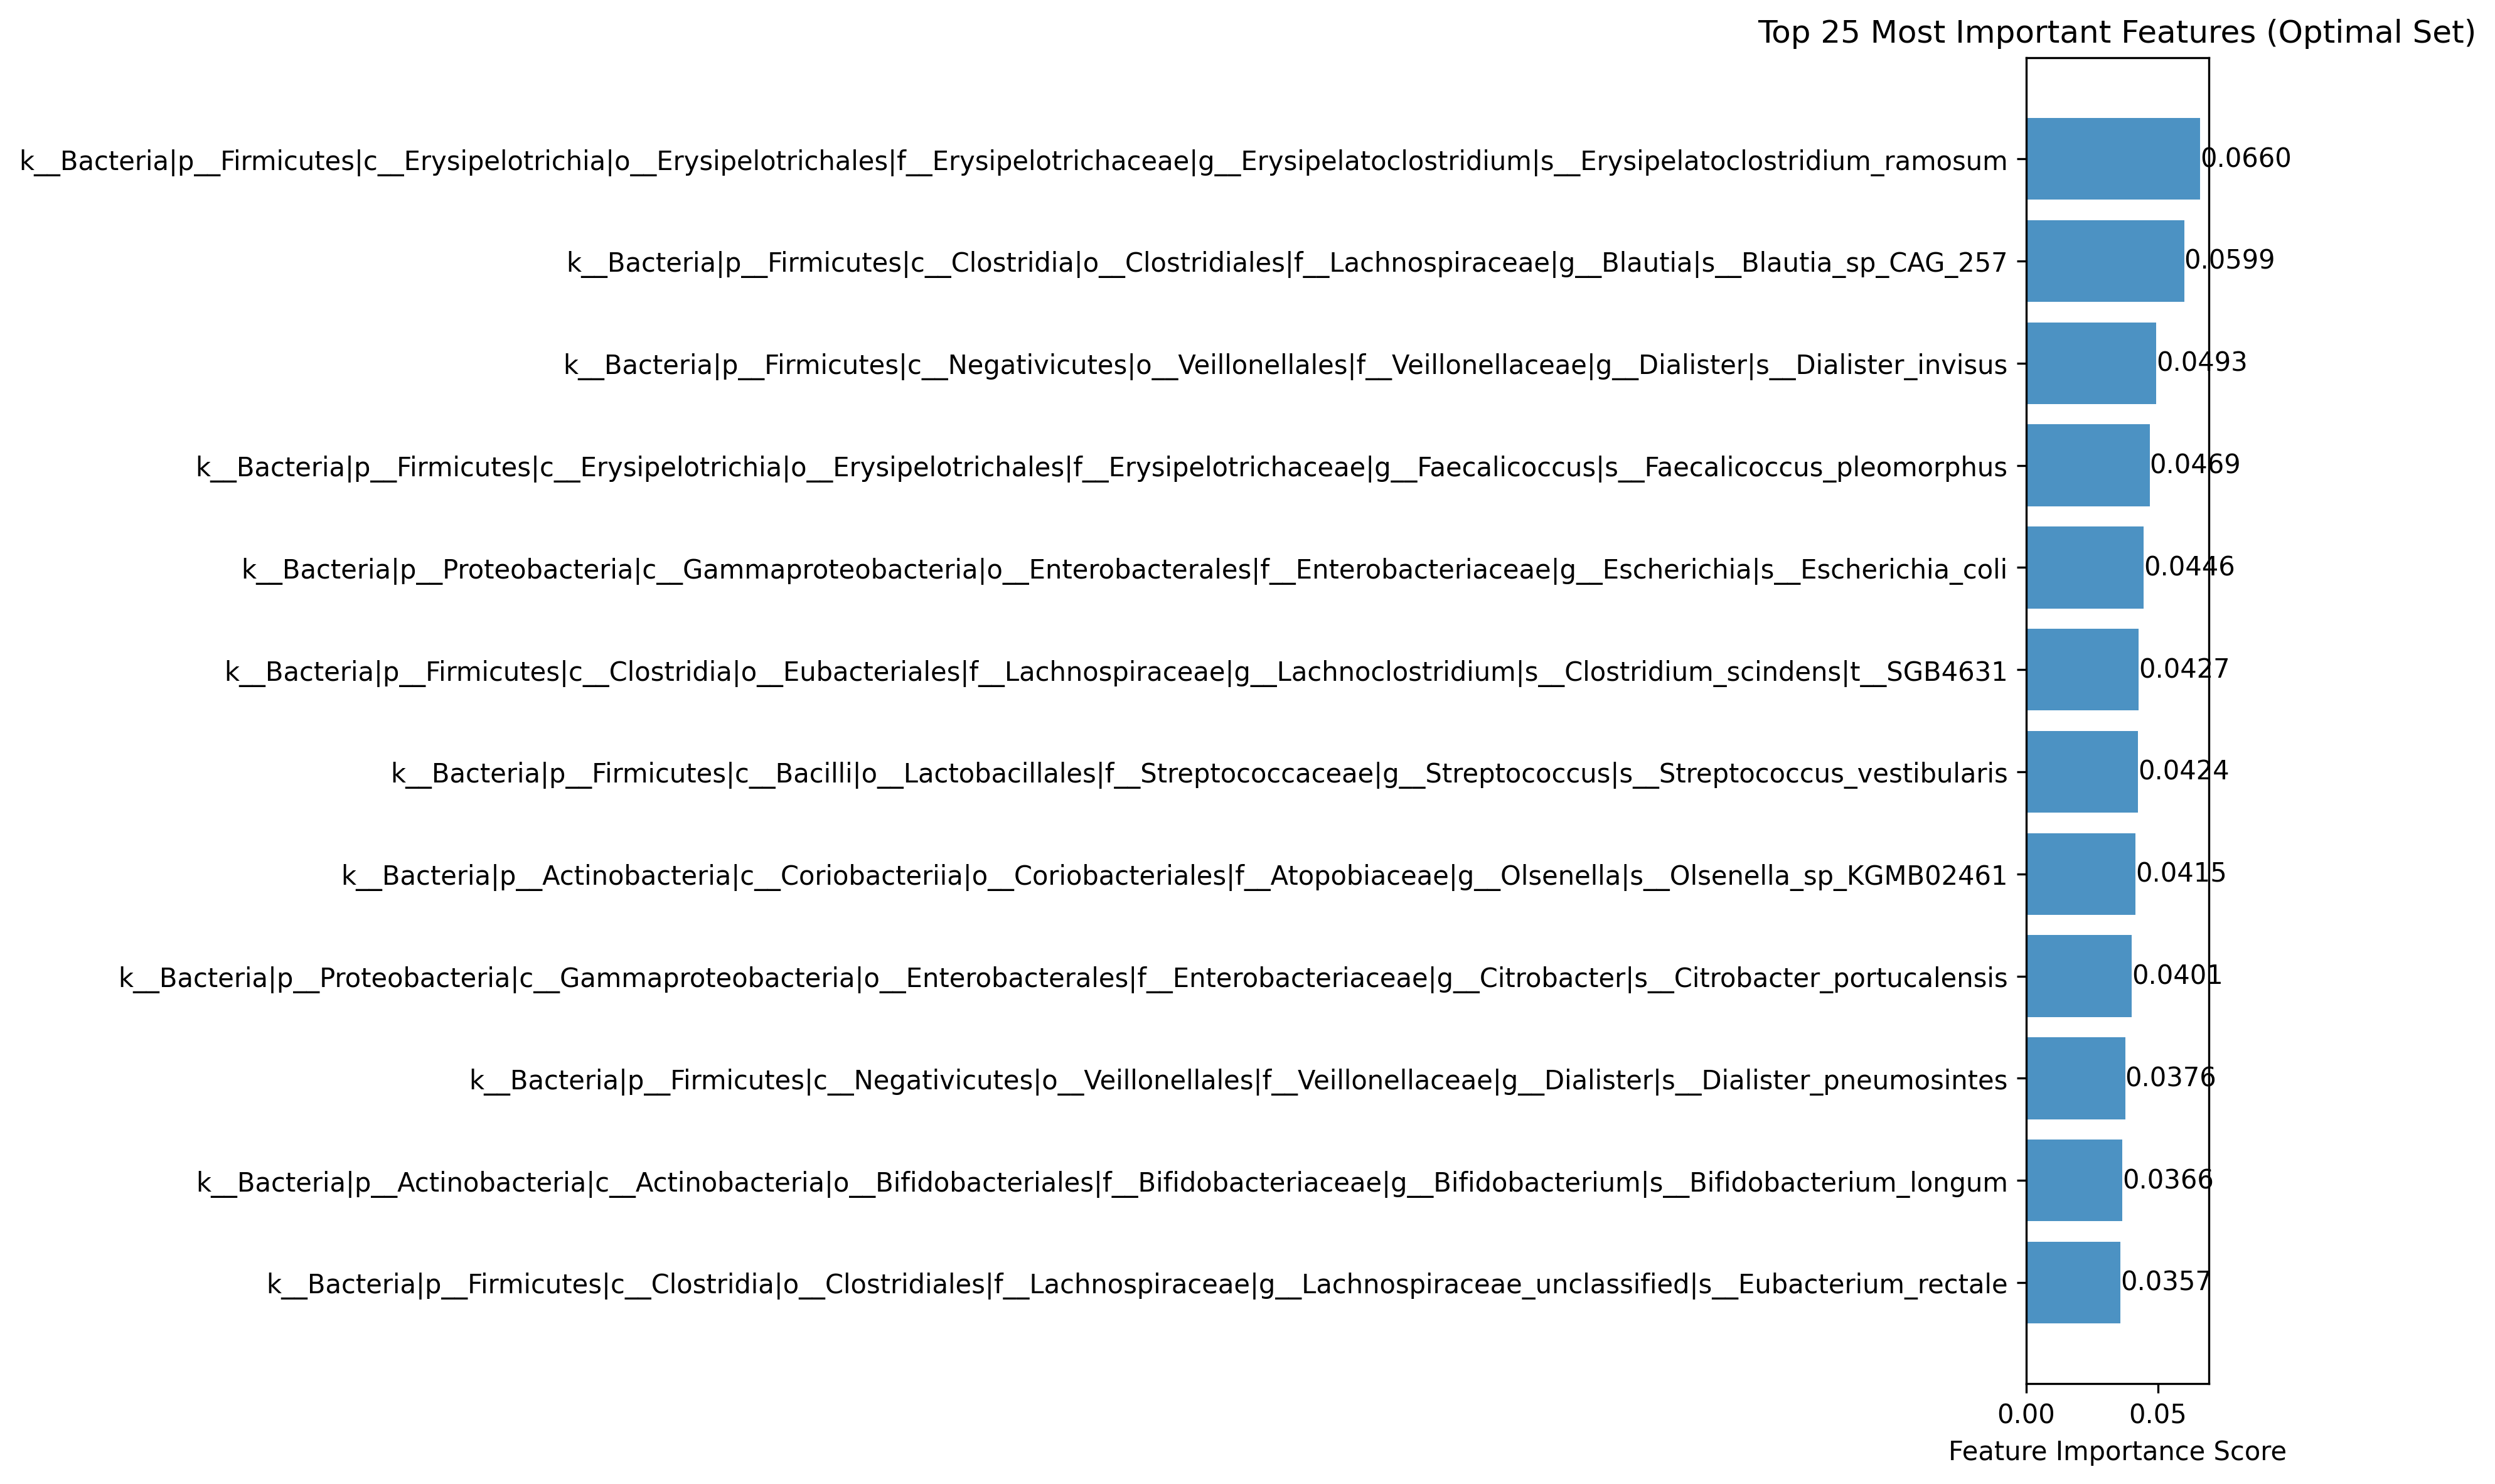 Top 25 Most Important Features (Optimal Set)
k__Bacteria|p__Firmicutes|c__Erysipelotrichia|o__Erysipelotrichales|f__Erysipelotrichaceae|g__Erysipelatoclostridium|s__Erysipelatoclostridium_ramosum 0.0660
k__Bacteria|p__Firmicutes|c__Clostridia|o__Clostridiales|f__Lachnospiraceae|g__Blautia|s__Blautia_sp_CAG_257 0.0599
k__Bacteria|p__Firmicutes|c__Negativicutes|o__Veillonellales|f__Veillonellaceae|g__Dialister|s__Dialister_invisus 0.0493
k__Bacteria|p__Firmicutes|c__Erysipelotrichia|o__Erysipelotrichales|f__Erysipelotrichaceae|g__Faecalicoccus|s__Faecalicoccus_pleomorphus 0.0469
k__Bacteria|p__Proteobacteria|c__Gammaproteobacteria|o__Enterobacterales|f__Enterobacteriaceae|g__Escherichia|s__Escherichia_coli 0.0446
k__Bacteria|p__Firmicutes|c__Clostridia|o__Eubacteriales|f__Lachnospiraceae|g__Lachnoclostridium|s__Clostridium_scindens|t__SGB4631 0.0427
k__Bacteria|p__Firmicutes|c__Bacilli|o__Lactobacillales|f__Streptococcaceae|g__Streptococcus|s__Streptococcus_vestibularis 0.0424
k__Bacteria|p__Actinobacteria|c__Coriobacteriia|o__Coriobacteriales|f__Atopobiaceae|g__Olsenella|s__Olsenella_sp_KGMB02461 0.0415
k__Bacteria|p__Proteobacteria|c__Gammaproteobacteria|o__Enterobacterales|f__Enterobacteriaceae|g__Citrobacter|s__Citrobacter_portucalensis 0.0401
k__Bacteria|p__Firmicutes|c__Negativicutes|o__Veillonellales|f__Veillonellaceae|g__Dialister|s__Dialister_pneumosintes 0.0376
k__Bacteria|p__Actinobacteria|c__Actinobacteria|o__Bifidobacteriales|f__Bifidobacteriaceae|g__Bifidobacterium|s__Bifidobacterium_longum 0.0366
k__Bacteria|p__Firmicutes|c__Clostridia|o__Clostridiales|f__Lachnospiraceae|g__Lachnospiraceae_unclassified|s__Eubacterium_rectale 0.0357
0.00 0.05
Feature Importance Score